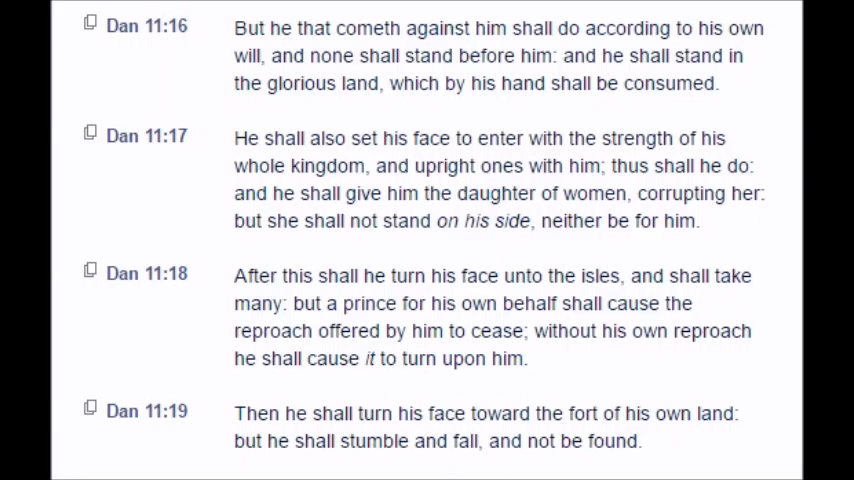 Dan 11:16 But he that cometh against him shall do according to his own
will, and none shall stand before him: and he shall stand in
the glorious land, which by his hand shall be consumed.
Dan 11:17 He shall also set his face to enter with the strength of his
whole kingdom, and upright ones with him; thus shall he do:
and he shall give him the daughter of women, corrupting her:
but she shall not stand on his side, neither be for him.
Dan 11:18 After this shall he turn his face unto the isles, and shall take
many: but a prince for his own behalf shall cause the
reproach offered by him to cease; without his own reproach
he shall cause it to turn upon him.
Dan 11:19 Then he shall turn his face toward the fort of his own land:
but he shall stumble and fall, and not be found.